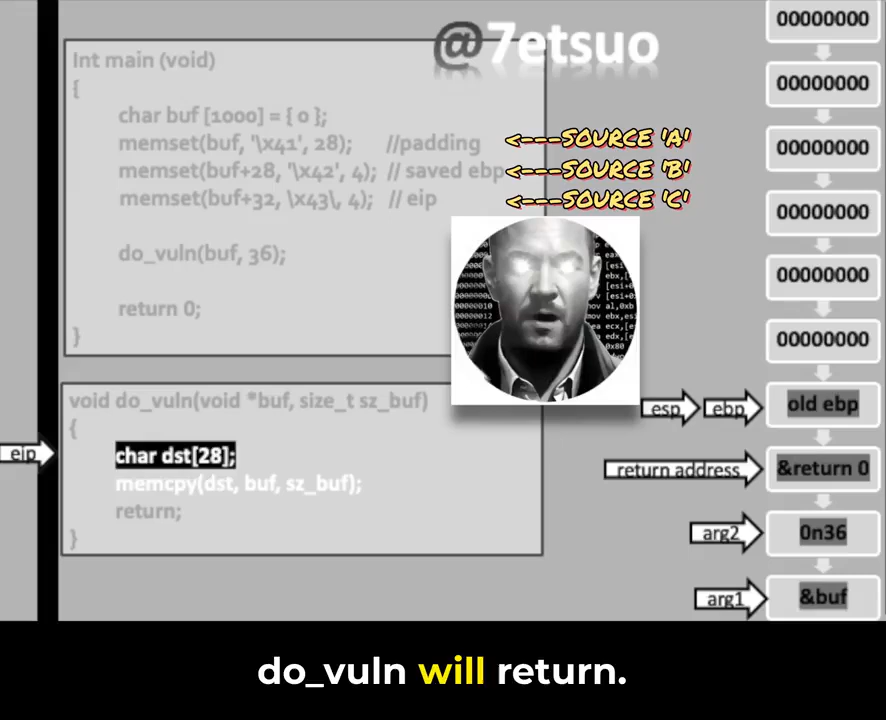 @7etsuo
Int main (void)
{
char buf [1000] = { 0 };
memset(buf, '\x41', 28); //padding
memset(buf+28, '\x42', 4); // saved ebp
memset(buf+32, \x43\, 4); // eip
do_vuln(buf, 36);
return 0;
}
<---SOURCE 'A'
<---SOURCE 'B'
<---SOURCE 'C'
void do_vuln(void *buf, size_t sz_buf)
{
char dst[28];
memcpy(dst, buf, sz_buf);
return;
}
eip
00000000
00000000
00000000
00000000
00000000
00000000
esp ebp old ebp
return address &return 0
arg2 0n36
arg1 &buf
do_vuln will return.